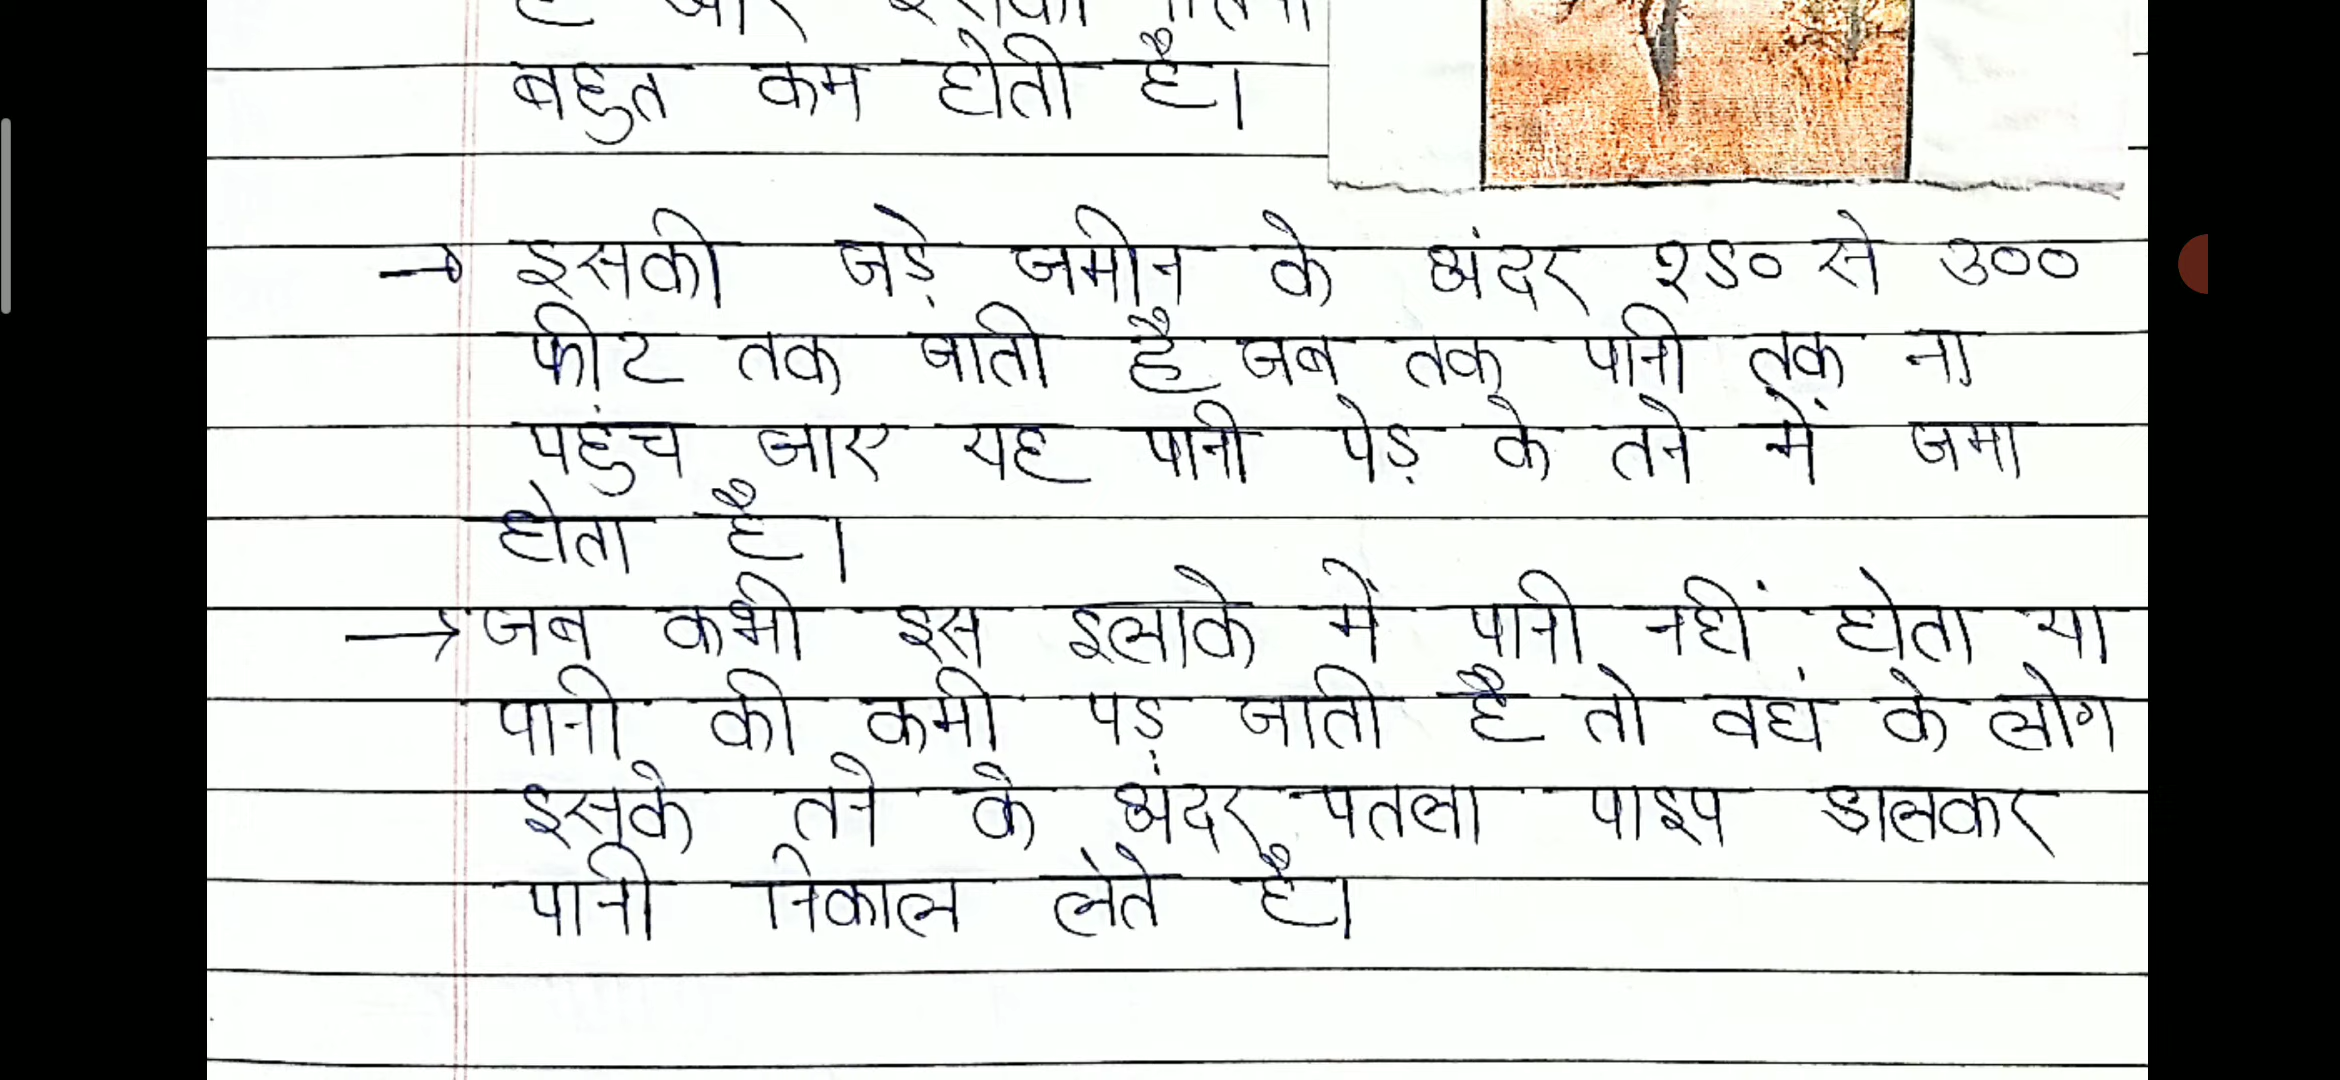 बहुत कम होती है।
→ इसकी जड़े जमीन के अंदर से ३००
फीट तक जाती है जब तक पानी तक ना
पहुंच जाए यह पानी पेड़ के तने में जमा
होता है।
→ जब कभी इस इलाके में पानी नहीं होता या
पानी की कमी पड़ जाती है तो वहां के लोग
इसके तने के अंदर पतला पाइप डालकर
पानी निकाल लेते है।